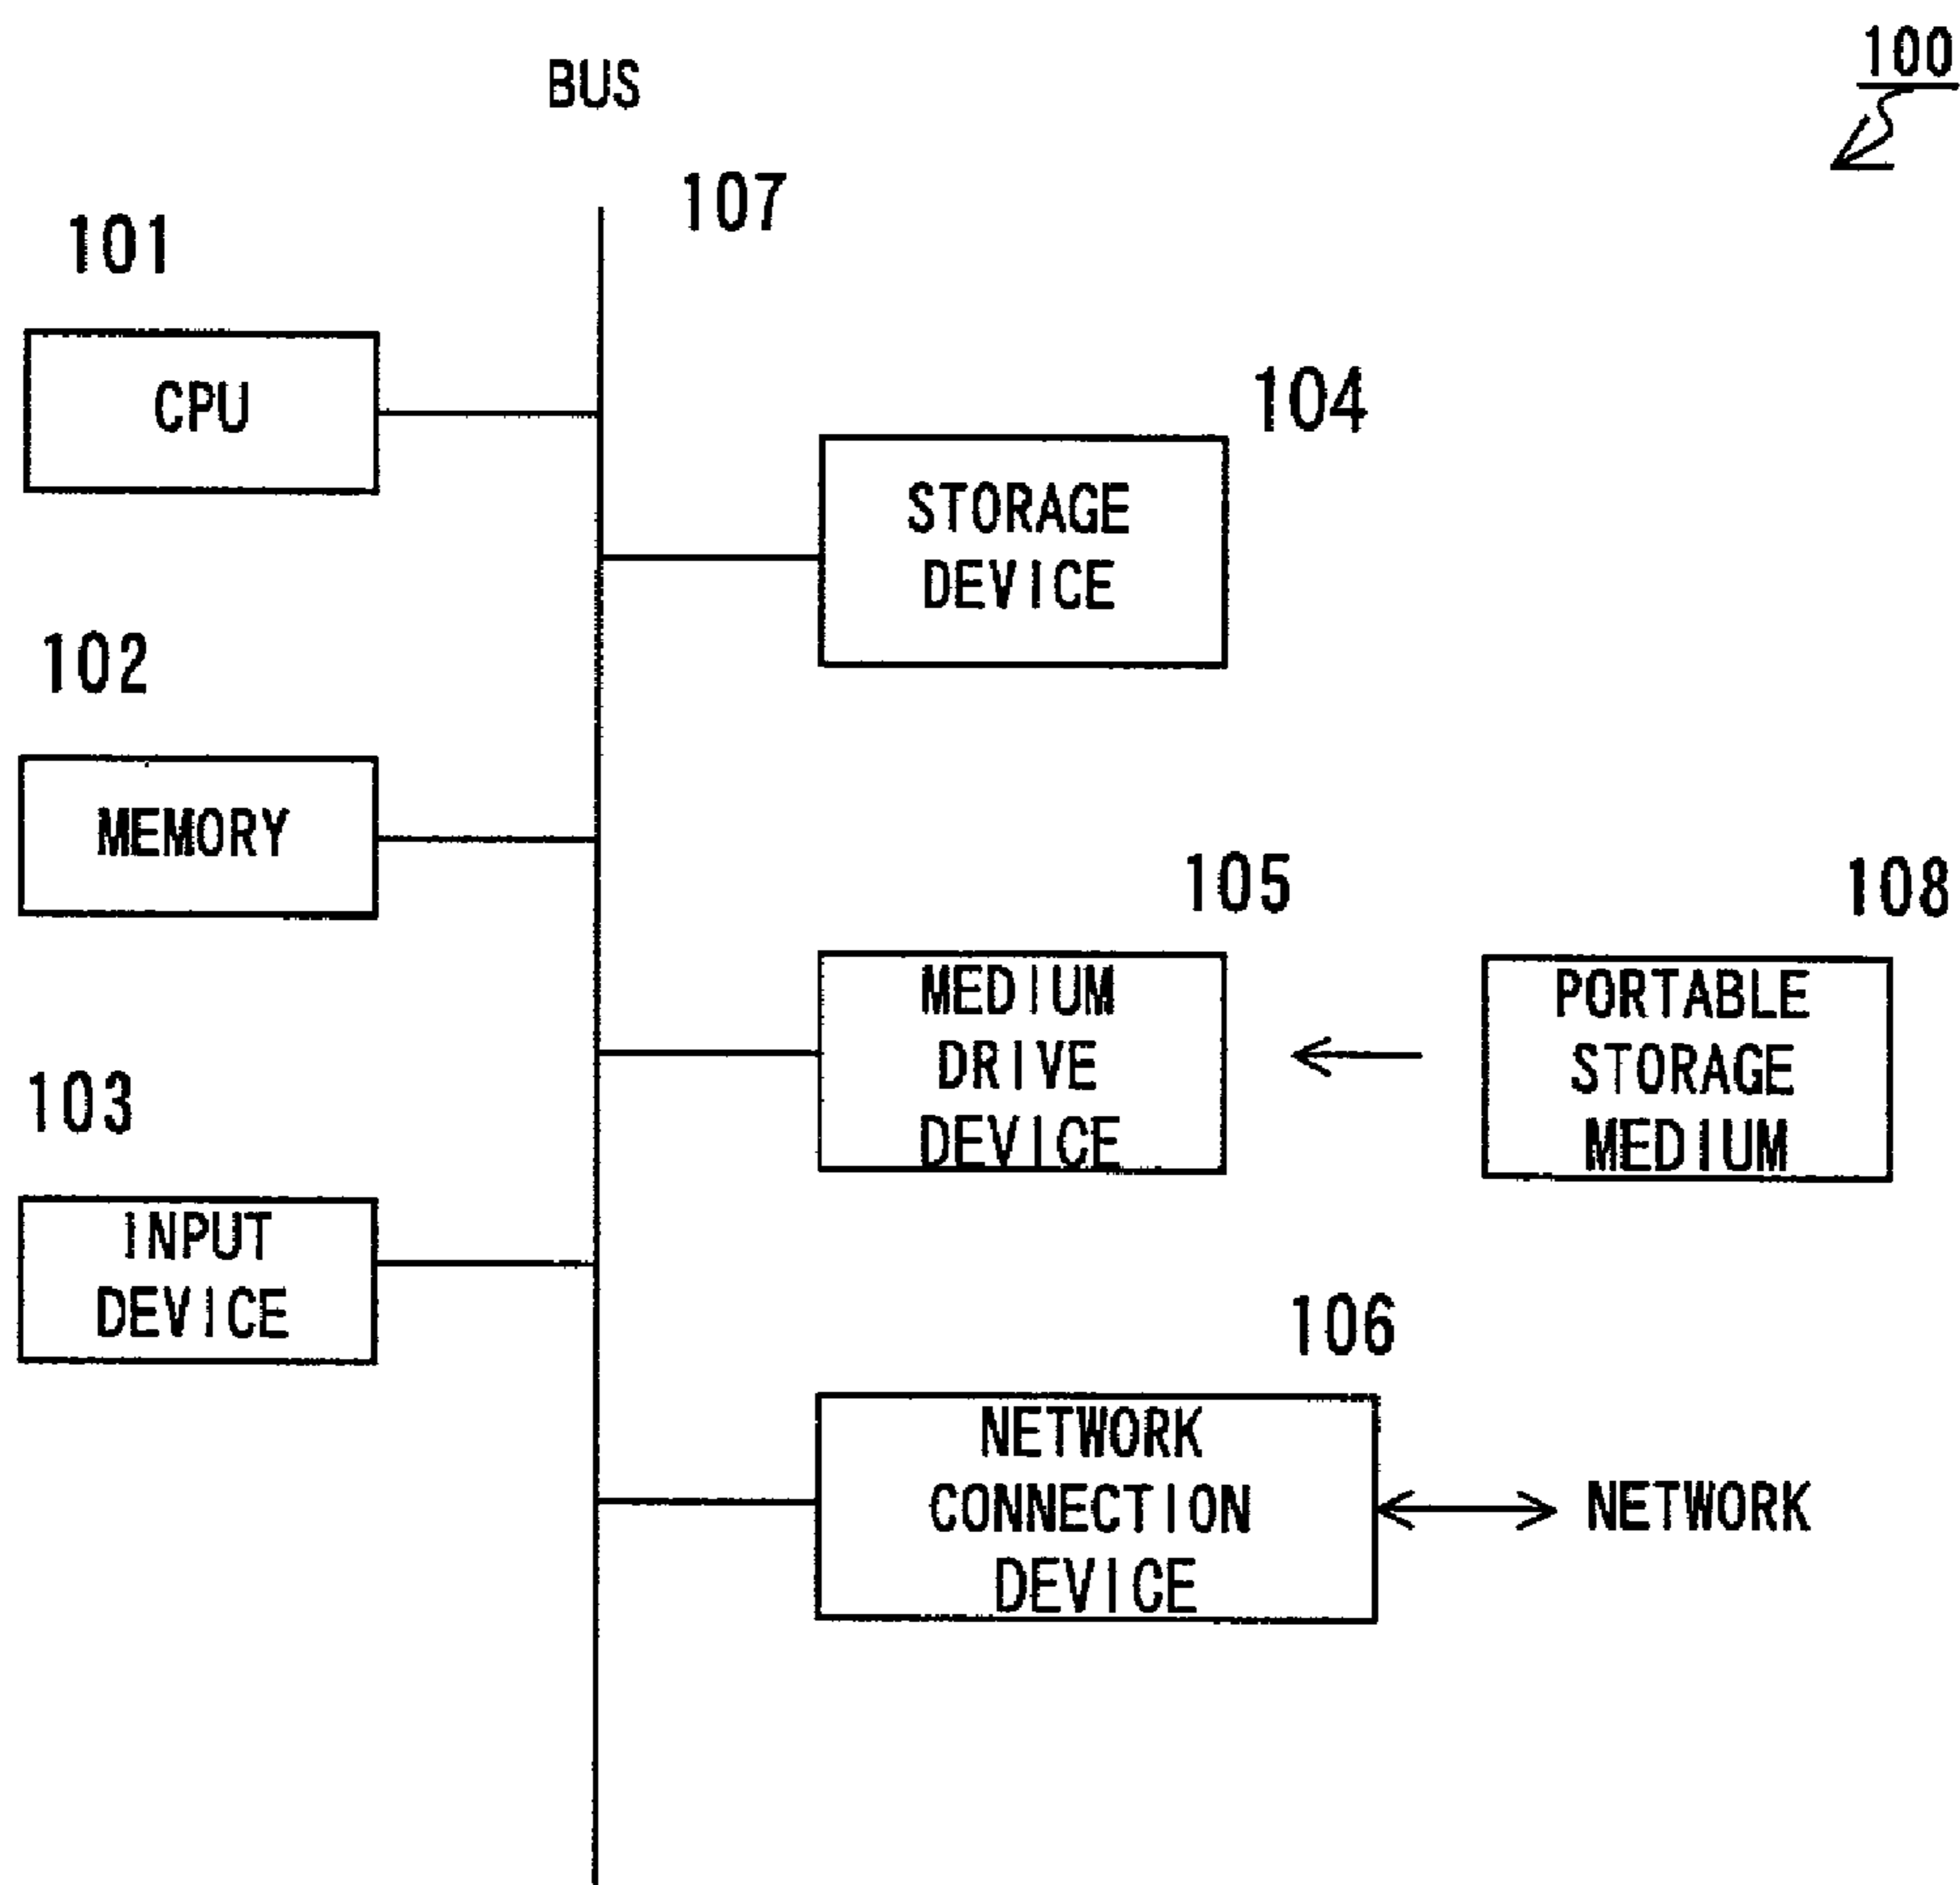 100
BUS
107
101
CPU
104
STORAGE
DEVICE
102
MEMORY
105
MEDIUM
DRIVE
DEVICE
108
PORTABLE
STORAGE
MEDIUM
103
INPUT
DEVICE
106
NETWORK
CONNECTION
DEVICE
NETWORK